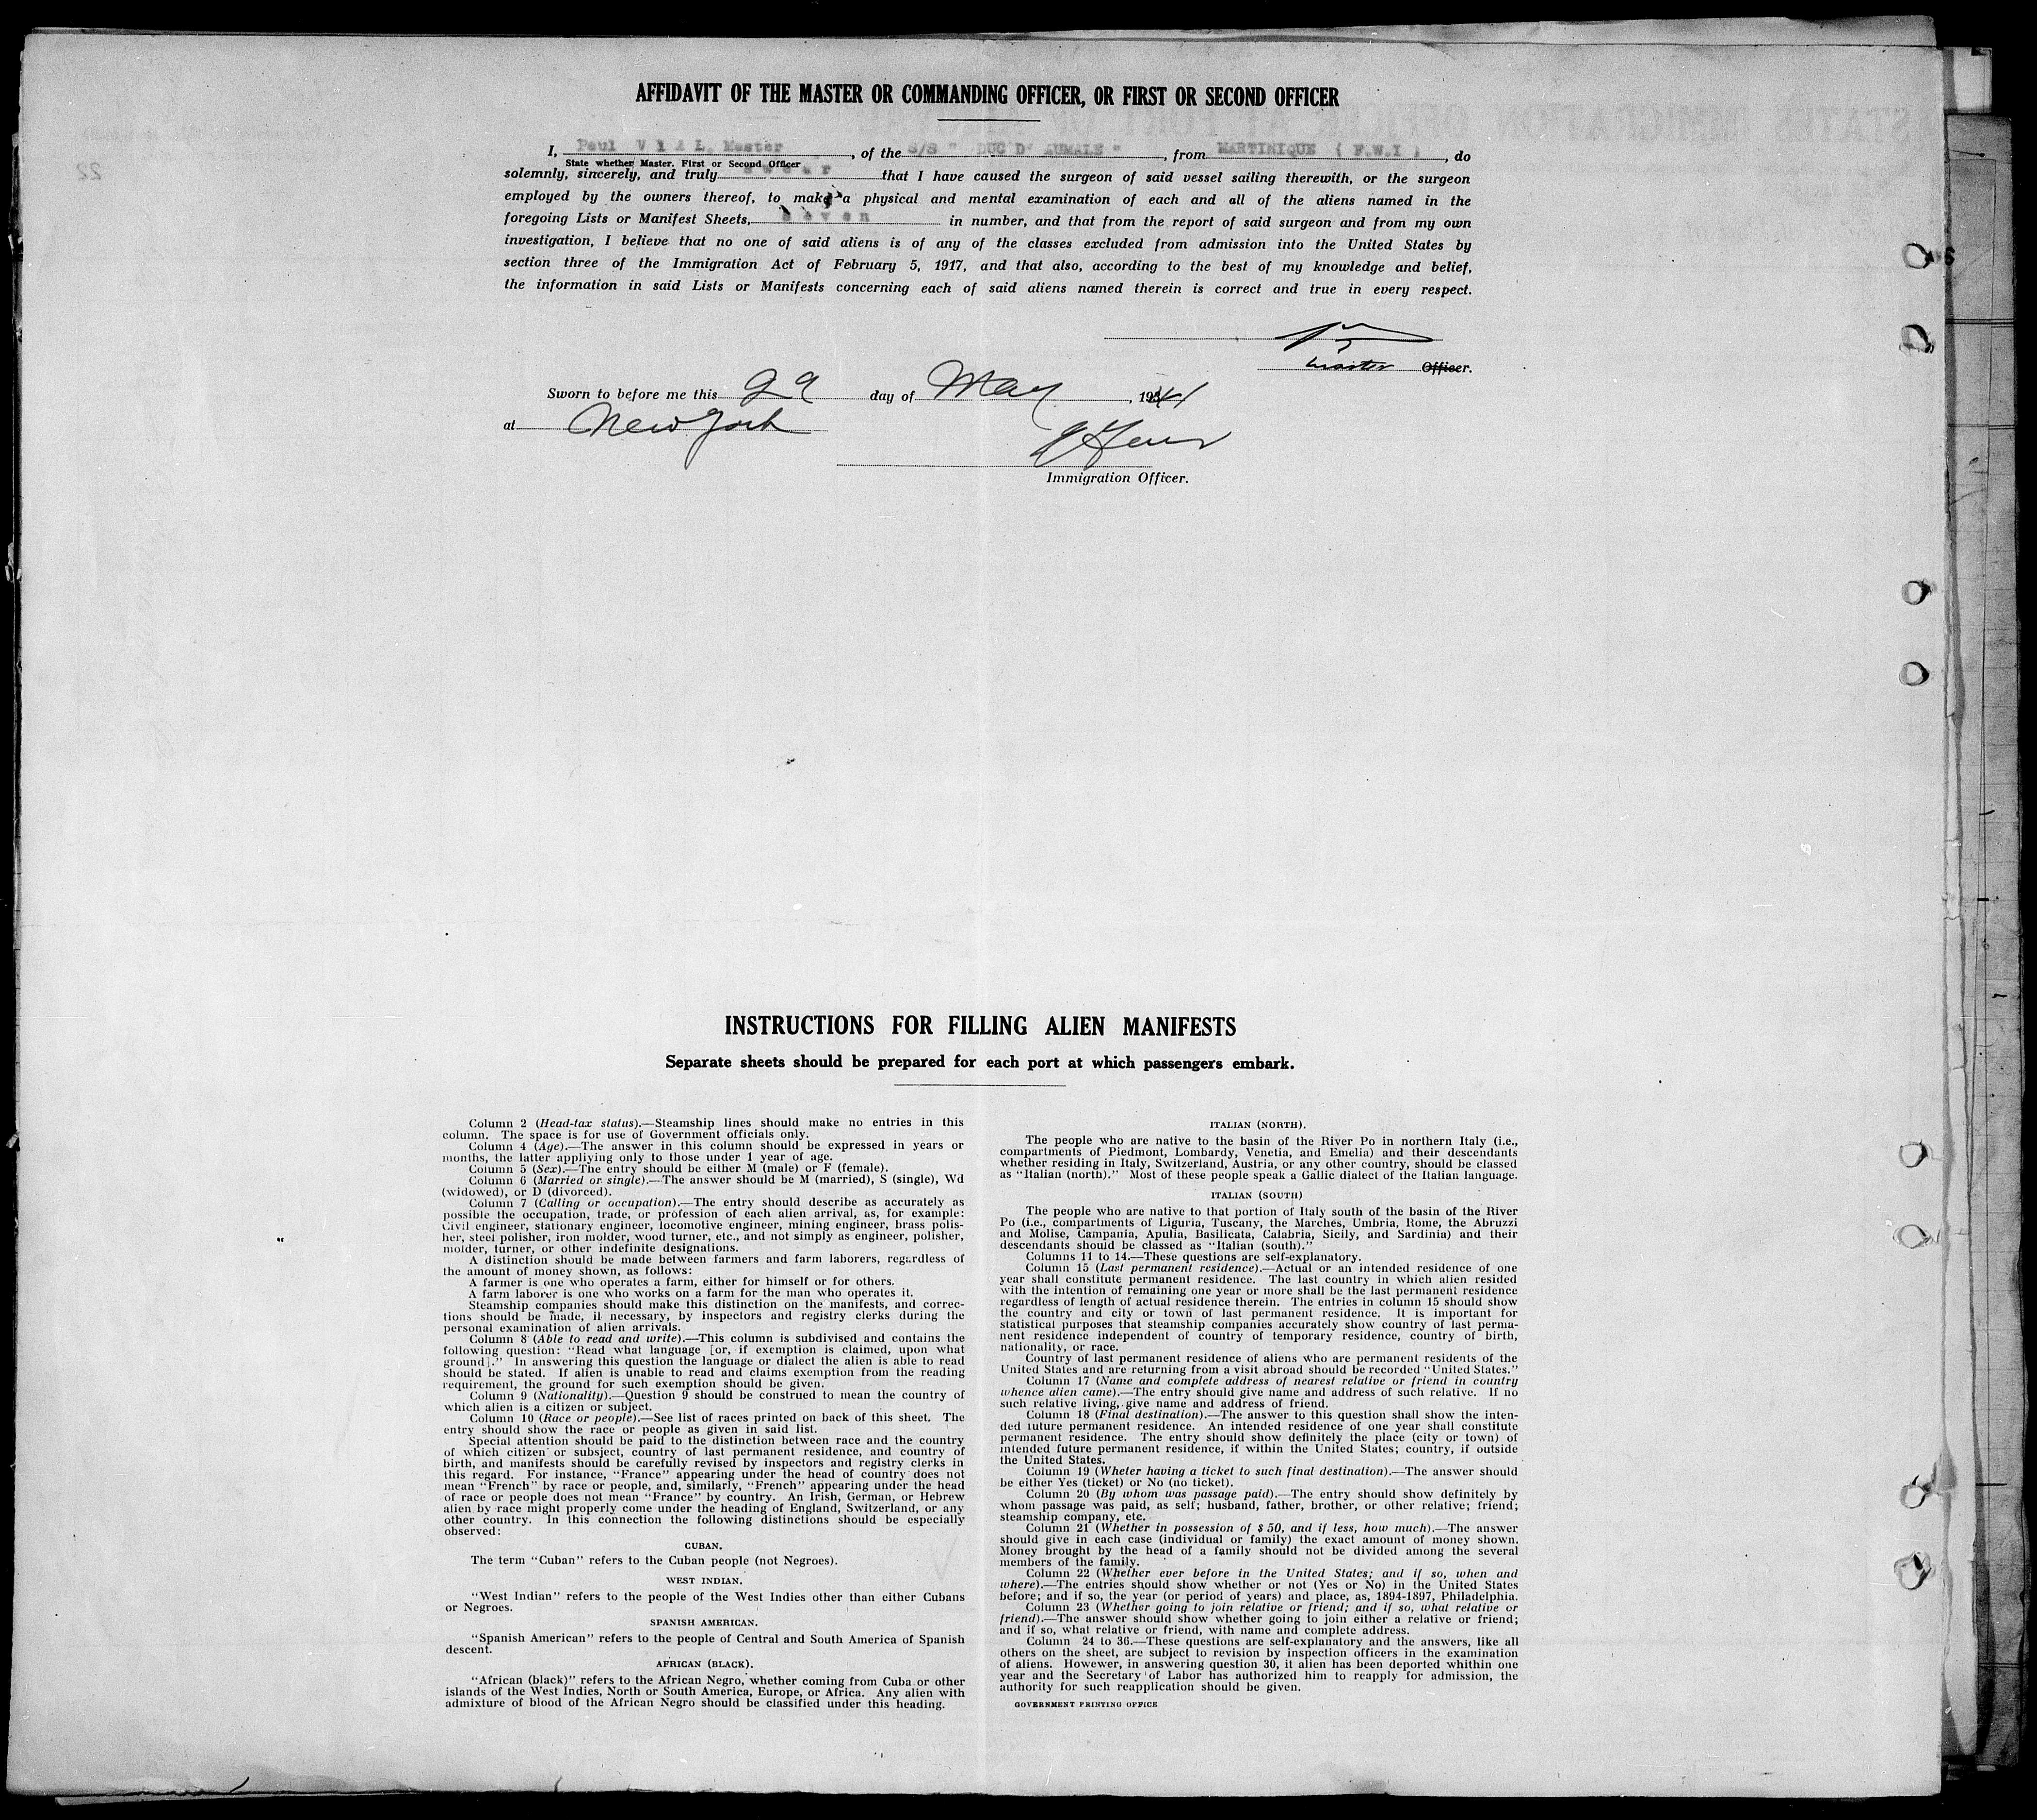 AFFIDAVIT OF THE MASTER OR COMMANDING OFFICER, OR FIRST OR SECOND OFFICER
I, Paul VIAL, Master, of the S/S " DUC D' AUMALE ", from MARTINIQUE ( F.W.I ), do
State whether Master, First or Second Officer
solemnly, sincerely, and truly swear that I have caused the surgeon of said vessel sailing therewith, or the surgeon
employed by the owners thereof, to make a physical and mental examination of each and all of the aliens named in the
foregoing Lists or Manifest Sheets, seven in number, and that from the report of said surgeon and from my own
investigation, I believe that no one of said aliens is of any of the classes excluded from admission into the United States by
section three of the Immigration Act of February 5, 1917, and that also, according to the best of my knowledge and belief,
the information in said Lists or Manifests concerning each of said aliens named therein is correct and true in every respect.
Master Officer.
Sworn to before me this 29 day of May, 1941
at New York
Immigration Officer.
INSTRUCTIONS FOR FILLING ALIEN MANIFESTS
Separate sheets should be prepared for each port at which passengers embark.
Column 2 (Head-tax status).—Steamship lines should make no entries in this
column. The space is for use of Government officials only.
Column 4 (Age).—The answer in this column should be expressed in years or
months, the latter appliying only to those under 1 year of age.
Column 5 (Sex).—The entry should be either M (male) or F (female).
Column 6 (Married or single).—The answer should be M (married), S (single), Wd
(widowed), or D (divorced).
Column 7 (Calling or occupation).—The entry should describe as accurately as
possible the occupation, trade, or profession of each alien arrival, as, for example:
Civil engineer, stationary engineer, locomotive engineer, mining engineer, brass polis-
her, steel polisher, iron molder, wood turner, etc., and not simply as engineer, polisher,
molder, turner, or other indefinite designations.
A distinction should be made between farmers and farm laborers, regardless of
the amount of money shown, as follows:
A farmer is one who operates a farm, either for himself or for others.
A farm laborer is one who works on a farm for the man who operates it.
Steamship companies should make this distinction on the manifests, and correc-
tions should be made, if necessary, by inspectors and registry clerks during the
personal examination of alien arrivals.
Column 8 (Able to read and write).—This column is subdivised and contains the
following question: "Read what language [or, if exemption is claimed, upon what
ground]." In answering this question the language or dialect the alien is able to read
should be stated. If alien is unable to read and claims exemption from the reading
requirement, the ground for such exemption should be given.
Column 9 (Nationality).—Question 9 should be construed to mean the country of
which alien is a citizen or subject.
Column 10 (Race or people).—See list of races printed on back of this sheet. The
entry should show the race or people as given in said list.
Special attention should be paid to the distinction between race and the country
of which citizen or subsject, country of last permanent residence, and country of
birth, and manifests should be carefully revised by inspectors and registry clerks in
this regard. For instance, "France" appearing under the head of country does not
mean "French" by race or people, and, similarly, "French" appearing under the head
of race or people does not mean "France" by country. An Irish, German, or Hebrew
alien by race might properly come under the heading of England, Switzerland, or any
other country. In this connection the following distinctions should be especially
observed:
CUBAN.
The term "Cuban" refers to the Cuban people (not Negroes).
WEST INDIAN.
"West Indian" refers to the people of the West Indies other than either Cubans
or Negroes.
SPANISH AMERICAN.
"Spanish American" refers to the people of Central and South America of Spanish
descent.
AFRICAN (BLACK).
"African (black)" refers to the African Negro, whether coming from Cuba or other
islands of the West Indies, North or South America, Europe, or Africa. Any alien with
admixture of blood of the African Negro should be classified under this heading.
ITALIAN (NORTH).
The people who are native to the basin of the River Po in northern Italy (i.e.,
compartments of Piedmont, Lombardy, Venetia, and Emelia) and their descendants
whether residing in Italy, Switzerland, Austria, or any other country, should be classed
as "Italian (north)." Most of these people speak a Gallic dialect of the Italian language.
ITALIAN (SOUTH)
The people who are native to that portion of Italy south of the basin of the River
Po (i.e., compartments of Liguria, Tuscany, the Marches, Umbria, Rome, the Abruzzi
and Molise, Campania, Apulia, Basilicata, Calabria, Sicily, and Sardinia) and their
descendants should be classed as "Italian (south)."
Columns 11 to 14.—These questions are self-explanatory.
Column 15 (Last permanent residence).—Actual or an intended residence of one
year shall constitute permanent residence. The last country in which alien resided
with the intention of remaining one year or more shall be the last permanent residence
regardless of length of actual residence therein. The entries in column 15 should show
the country and city or town of last permanent residence. It is important for
statistical purposes that steamship companies accurately show country of last perma-
nent residence independent of country of temporary residence, country of birth,
nationality, or race.
Country of last permanent residence of aliens who are permanent residents of the
United States and are returning from a visit abroad should be recorded "United States."
Column 17 (Name and complete address of nearest relative or friend in country
whence alien came).—The entry should give name and address of such relative. If no
such relative living, give name and address of friend.
Column 18 (Final destination).—The answer to this question shall show the inten-
ded future permanent residence. An intended residence of one year shall constitute
permanent residence. The entry should show definitely the place (city or town) of
intended future permanent residence, if within the United States; country, if outside
the United States.
Column 19 (Wheter having a ticket to such final destination).—The answer should
be either Yes (ticket) or No (no ticket).
Column 20 (By whom was passage paid).—The entry should show definitely by
whom passage was paid, as self; husband, father, brother, or other relative; friend;
steamship company, etc.
Column 21 (Whether in possession of $ 50, and if less, how much).—The answer
should give in each case (individual or family) the exact amount of money shown.
Money brought by the head of a family should not be divided among the several
members of the family.
Column 22 (Whether ever before in the United States; and if so, when and
where).—The entries should show whether or not (Yes or No) in the United States
before; and if so, the year (or period of years) and place, as, 1894-1897, Philadelphia.
Column 23 (Whether going to join relative or friend; and if so, what relative or
friend).—The answer should show whether going to join either a relative or friend;
and if so, what relative or friend, with name and complete address.
Column 24 to 36.—These questions are self-explanatory and the answers, like all
others on the sheet, are subject to revision by inspection officers in the examination
of aliens. However, in answering question 30, it alien has been deported whithin one
year and the Secretary of Labor has authorized him to reapply for admission, the
authority for such reapplication should be given.
GOVERNMENT PRINTING OFFICE